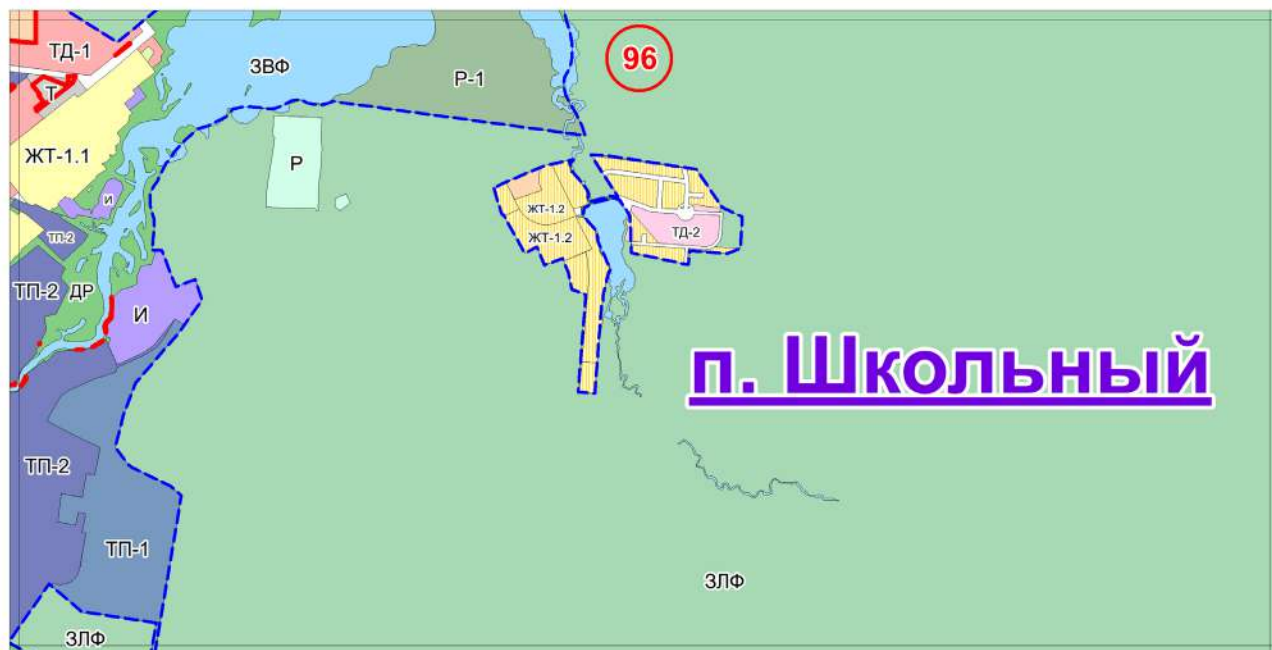 ТД-1
ЗВФ
96
Т
Р-1
ЖТ-1.1
Р
И
ЖТ-1.2
ТП-2
ЖТ-1.2
ТД-2
ТП-2
ДР
И
п. Школьный
ТП-2
ТП-1
ЗЛФ
ЗЛФ